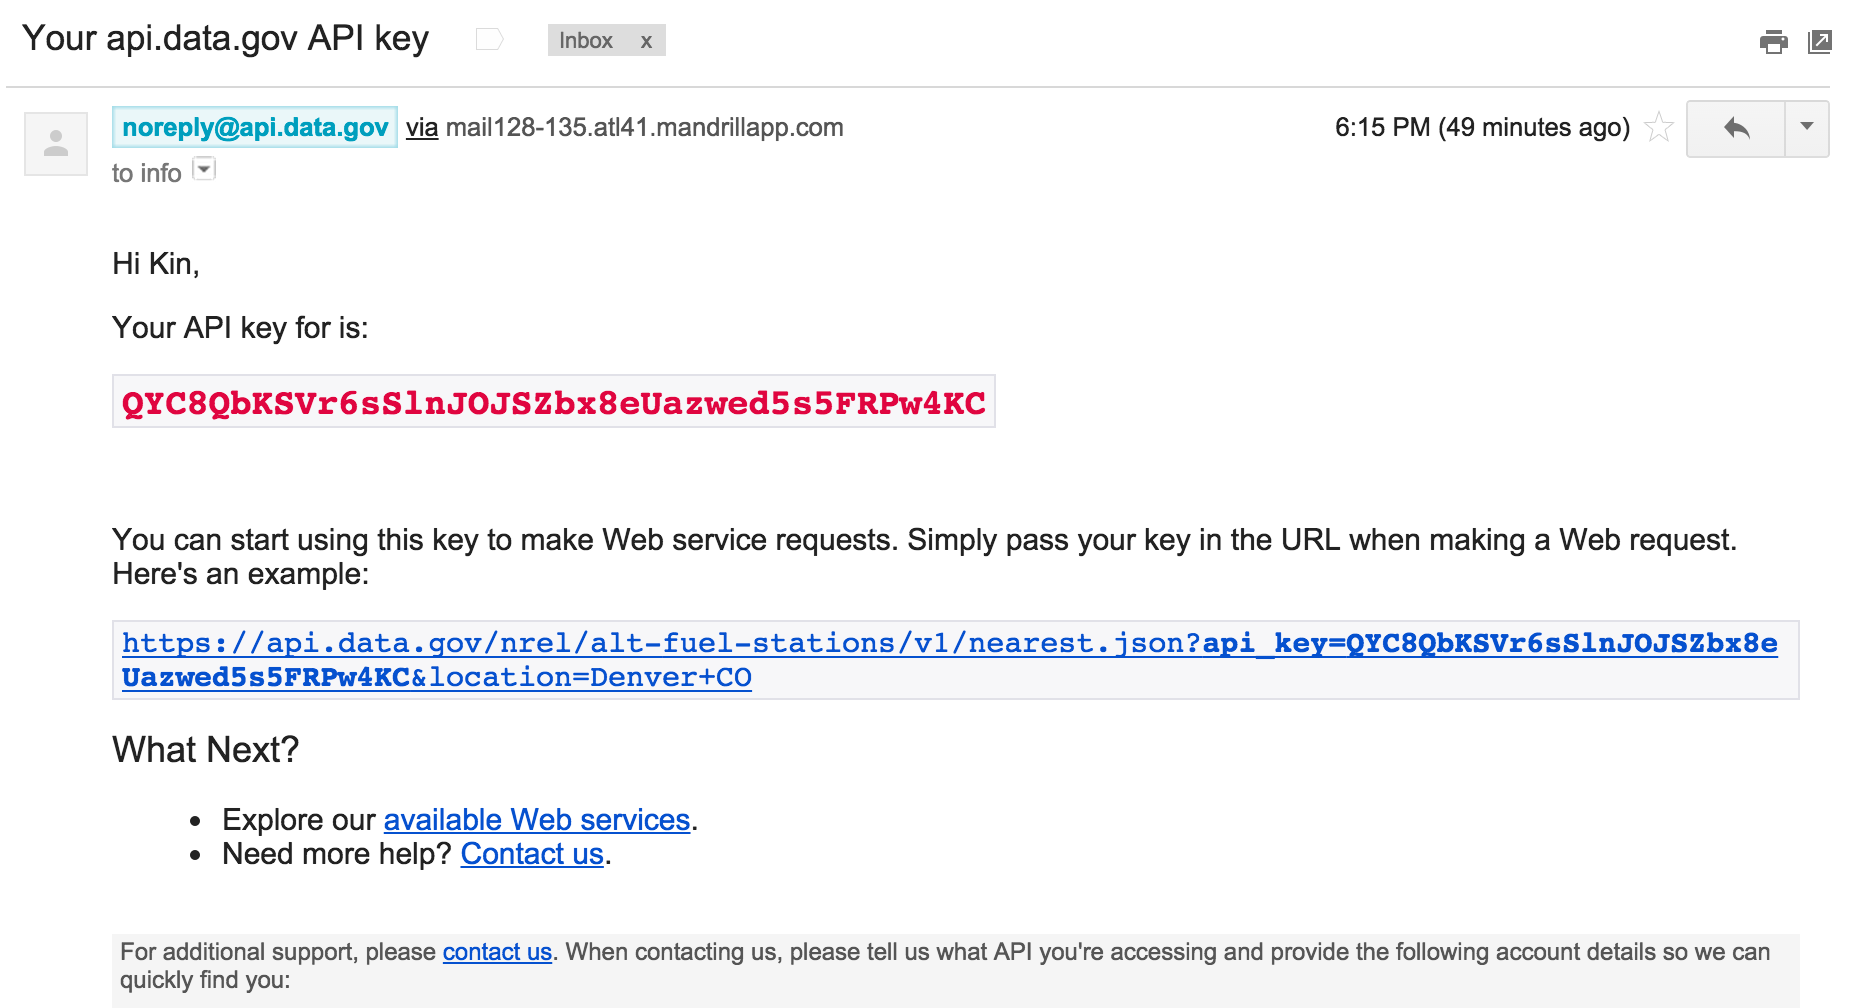 Your api.data.gov API key
Inbox x
noreply@api.data.gov via mail128-135.atl41.mandrillapp.com
6:15 PM (49 minutes ago)
to info
Hi Kin,
Your API key for is:
QYC8QbKSVr6sSlnJOJSZbx8eUazwed5s5FRPw4KC
You can start using this key to make Web service requests. Simply pass your key in the URL when making a Web request.
Here's an example:
https://api.data.gov/nrel/alt-fuel-stations/v1/nearest.json?api_key=QYC8QbKSVr6sSlnJOJSZbx8e
Uazwed5s5FRPw4KC&location=Denver+CO
What Next?
• Explore our available Web services.
• Need more help? Contact us.
For additional support, please contact us. When contacting us, please tell us what API you're accessing and provide the following account details so we can
quickly find you: